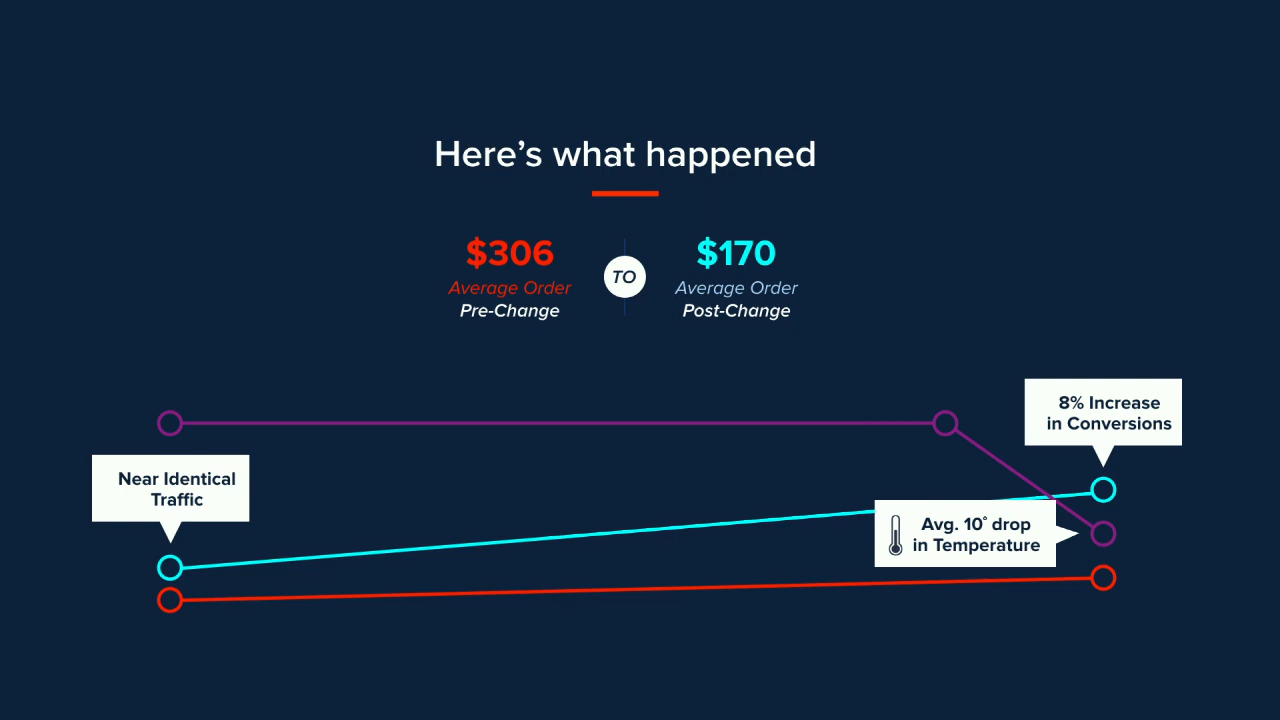 Here’s what happened
$306
Average Order
Pre-Change
TO
$170
Average Order
Post-Change
8% Increase
in Conversions
Near Identical
Traffic
Avg. 10° drop
in Temperature